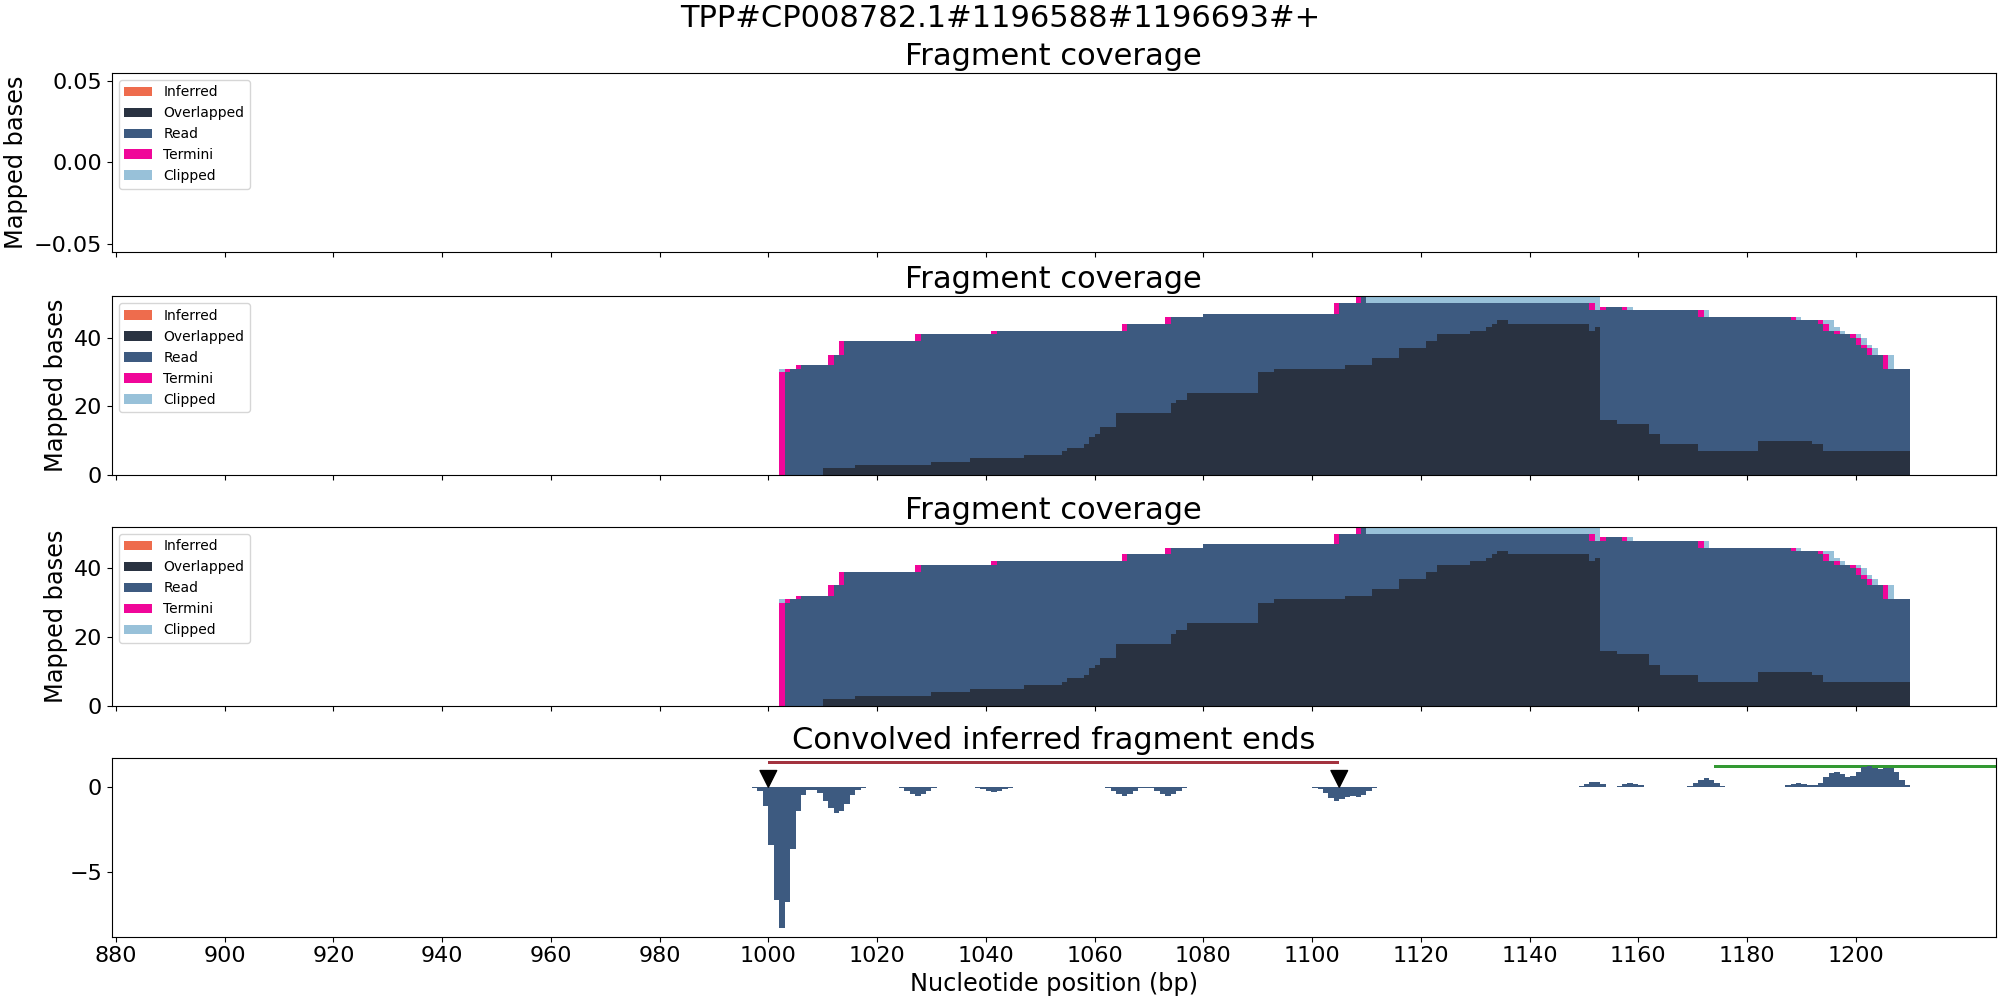 TPP#CP008782.1#1196588#1196693#+
Fragment coverage
Mapped bases
0.05
0.00
−0.05
Inferred
Overlapped
Read
Termini
Clipped
Fragment coverage
Mapped bases
40
20
0
Inferred
Overlapped
Read
Termini
Clipped
Fragment coverage
Mapped bases
40
20
0
Inferred
Overlapped
Read
Termini
Clipped
Convolved inferred fragment ends
0
−5
880 900 920 940 960 980 1000 1020 1040 1060 1080 1100 1120 1140 1160 1180 1200
Nucleotide position (bp)